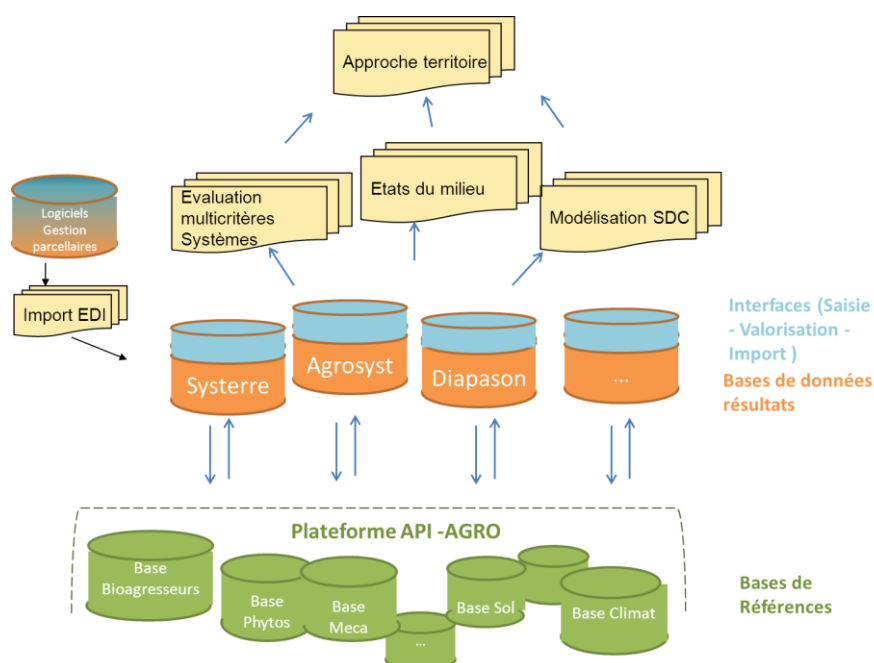 Approche territoire
Evaluation
multicritères
Systèmes
Etats du milieu
Modélisation SDC
Logiciels
Gestion
parcellaires
Import EDI
Systerre
Agrosyst
Diapason
...
Interfaces (Saisie
- Valorisation -
Import )
Bases de données
résultats
Plateforme API -AGRO
Base
Bioagresseurs
Base
Phytos
Base
Meca
...
Base Sol
Base Climat
Bases de
Références